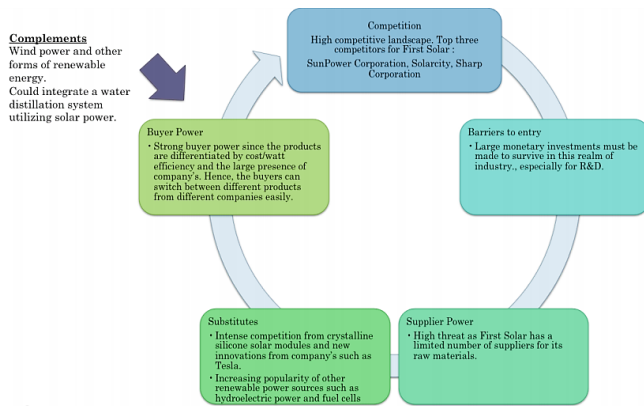 Complements
Wind power and other
forms of renewable
energy.
Could integrate a water
distillation system
utilizing solar power.
Competition
High competitive landscape. Top three
competitors for First Solar :
SunPower Corporation, Solarcity, Sharp
Corporation
Buyer Power
• Strong buyer power since the products
are differentiated by cost/watt
efficiency and the large presence of
company's. Hence, the buyers can
switch between different products
from different companies easily.
Barriers to entry
• Large monetary investments must be
made to survive in this realm of
industry., especially for R&D.
Substitutes
• Intense competition from crystalline
silicone solar modules and new
innovations from company's such as
Tesla.
• Increasing popularity of other
renewable power sources such as
hydroelectric power and fuel cells
Supplier Power
• High threat as First Solar has a
limited number of suppliers for its
raw materials.